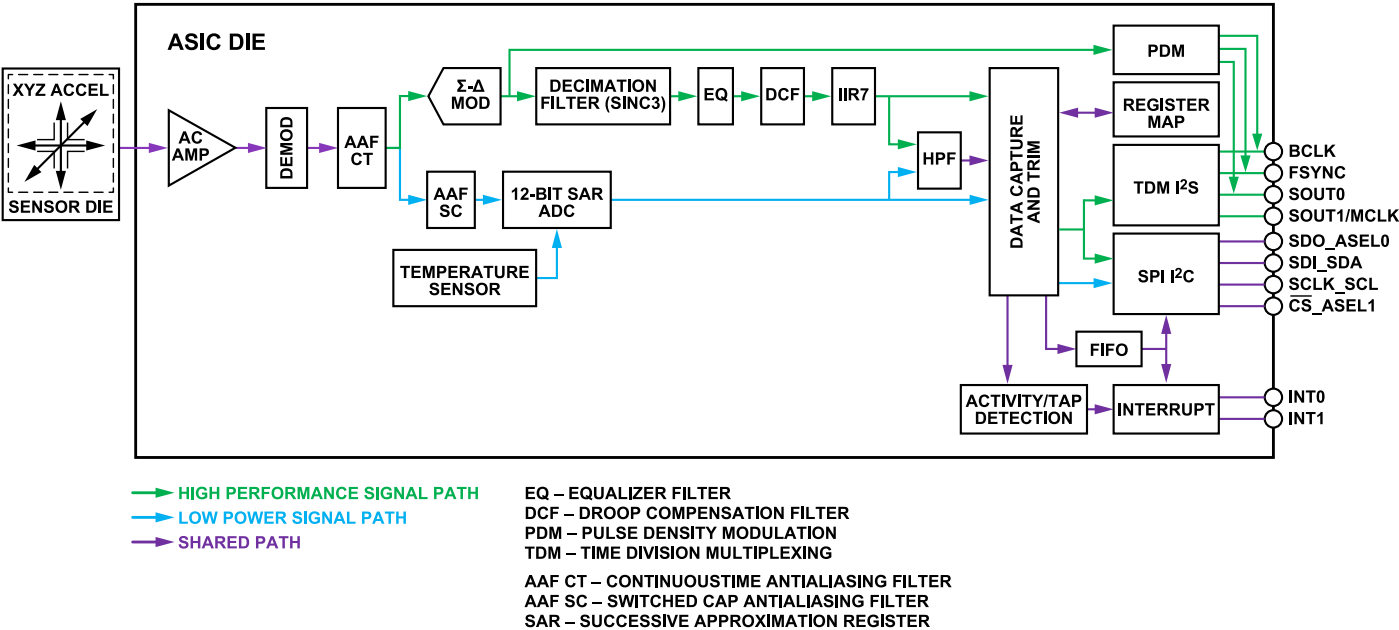 ASIC DIE
XYZ ACCEL
SENSOR DIE
AC
AMP
DEMOD
AAF
CT
Σ-Δ
MOD
DECIMATION
FILTER (SINC3)
EQ
DCF
IIR7
HPF
AAF
SC
12-BIT SAR
ADC
TEMPERATURE
SENSOR
DATA CAPTURE
AND TRIM
PDM
REGISTER
MAP
TDM I²S
SPI I²C
FIFO
ACTIVITY/TAP
DETECTION
INTERRUPT
BCLK
FSYNC
SOUT0
SOUT1/MCLK
SDO_ASEL0
SDI_SDA
SCLK_SCL
C̅S̅_ASEL1
INT0
INT1
HIGH PERFORMANCE SIGNAL PATH
LOW POWER SIGNAL PATH
SHARED PATH
EQ – EQUALIZER FILTER
DCF – DROOP COMPENSATION FILTER
PDM – PULSE DENSITY MODULATION
TDM – TIME DIVISION MULTIPLEXING
AAF CT – CONTINUOUSTIME ANTIALIASING FILTER
AAF SC – SWITCHED CAP ANTIALIASING FILTER
SAR – SUCCESSIVE APPROXIMATION REGISTER